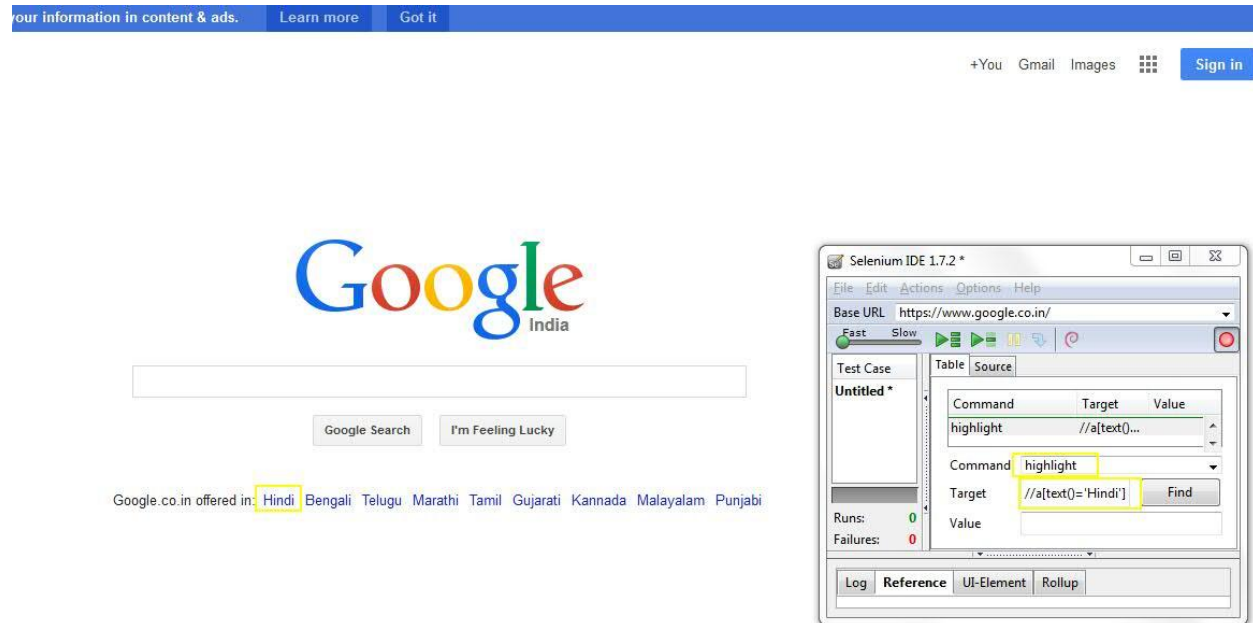 your information in content & ads. Learn more Got it
+You Gmail Images Sign in
Google
India
Google Search I'm Feeling Lucky
Google.co.in offered in: Hindi Bengali Telugu Marathi Tamil Gujarati Kannada Malayalam Punjabi
Selenium IDE 1.7.2 *
File Edit Actions Options Help
Base URL https://www.google.co.in/
Fast Slow
Test Case
Untitled *
Runs: 0
Failures: 0
Table Source
Command Target Value
highlight //a[text()...
Command highlight
Target //a[text()='Hindi'] Find
Value
Log Reference UI-Element Rollup